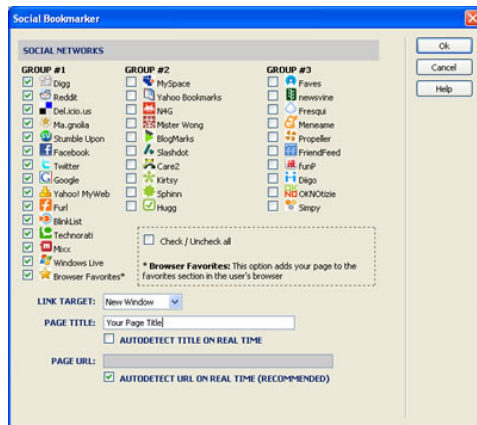 Social Bookmarker
SOCIAL NETWORKS
GROUP #1
Digg
Reddit
Del.icio.us
Ma.gnolia
Stumble Upon
Facebook
Twitter
Google
Yahoo! MyWeb
Furl
BlinkList
Technorati
Mixx
Windows Live
Browser Favorites*
GROUP #2
MySpace
Yahoo Bookmarks
N4G
Mister Wong
BlogMarks
Slashdot
Care2
Kirtsy
Sphinn
Hugg
GROUP #3
Faves
newsvine
Fresqui
Meneame
Propeller
FriendFeed
funP
Diigo
OKNOtizie
Simpy
Check / Uncheck all
* Browser Favorites: This option adds your page to the
favorites section in the user's browser
LINK TARGET: New Window
PAGE TITLE: Your Page Title
AUTODETECT TITLE ON REAL TIME
PAGE URL:
AUTODETECT URL ON REAL TIME (RECOMMENDED)
Ok
Cancel
Help